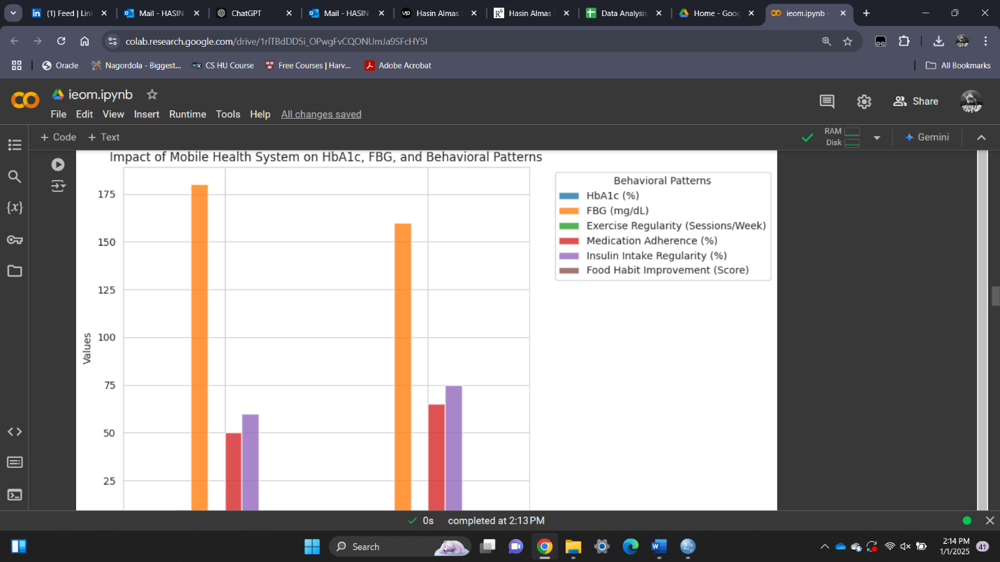 (1) Feed | Lin
Mail - HASIN
ChatGPT
Mail - HASIN
up
Hasin Almas
R⁶
Hasin Almas
Data Analysis
Home - Goog
ieom.ipynb -
colab.research.google.com/drive/1rlTBdDD5i_OPwgFvCQONUmJa9SFcHY5I
Oracle
Nagordola - Biggest...
edX CS HU Course
Free Courses | Harv...
Adobe Acrobat
All Bookmarks
ieom.ipynb
File Edit View Insert Runtime Tools Help All changes saved
Share
+ Code + Text
RAM
Disk
Gemini
Impact of Mobile Health System on HbA1c, FBG, and Behavioral Patterns
175
150
125
100
75
50
25
Values
Behavioral Patterns
HbA1c (%)
FBG (mg/dL)
Exercise Regularity (Sessions/Week)
Medication Adherence (%)
Insulin Intake Regularity (%)
Food Habit Improvement (Score)
{x}
0s completed at 2:13 PM
Search
2:14 PM
1/1/2025
41